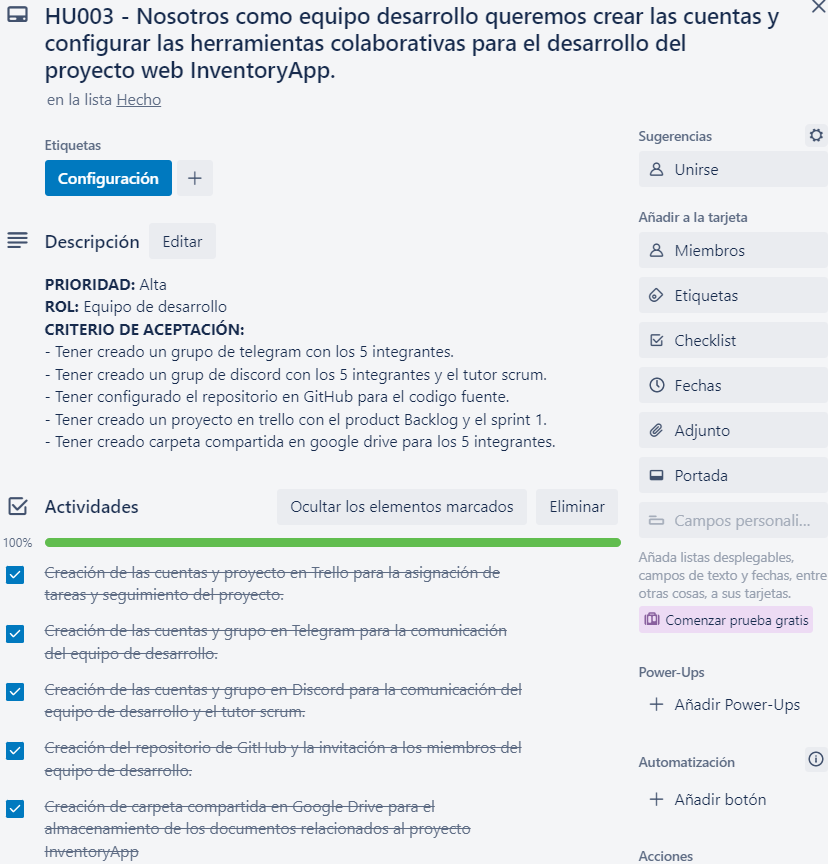 HU003 - Nosotros como equipo desarrollo queremos crear las cuentas y
configurar las herramientas colaborativas para el desarrollo del
proyecto web InventoryApp.
en la lista Hecho
Etiquetas
Configuración
Descripción
Editar
PRIORIDAD: Alta
ROL: Equipo de desarrollo
CRITERIO DE ACEPTACIÓN:
- Tener creado un grupo de telegram con los 5 integrantes.
- Tener creado un grup de discord con los 5 integrantes y el tutor scrum.
- Tener configurado el repositorio en GitHub para el codigo fuente.
- Tener creado un proyecto en trello con el product Backlog y el sprint 1.
- Tener creado carpeta compartida en google drive para los 5 integrantes.
Actividades
Ocultar los elementos marcados
Eliminar
100%
Creación de las cuentas y proyecto en Trello para la asignación de
tareas y seguimiento del proyecto.
Creación de las cuentas y grupo en Telegram para la comunicación
del equipo de desarrollo.
Creación de las cuentas y grupo en Discord para la comunicación del
equipo de desarrollo y el tutor scrum.
Creación del repositorio de GitHub y la invitación a los miembros del
equipo de desarrollo.
Creación de carpeta compartida en Google Drive para el
almacenamiento de los documentos relacionados al proyecto
InventoryApp
Sugerencias
Unirse
Añadir a la tarjeta
Miembros
Etiquetas
Checklist
Fechas
Adjunto
Portada
Campos personali...
Añada listas desplegables,
campos de texto y fechas, entre
otras cosas, a sus tarjetas.
Comenzar prueba gratis
Power-Ups
Añadir Power-Ups
Automatización
Añadir botón
Acciones